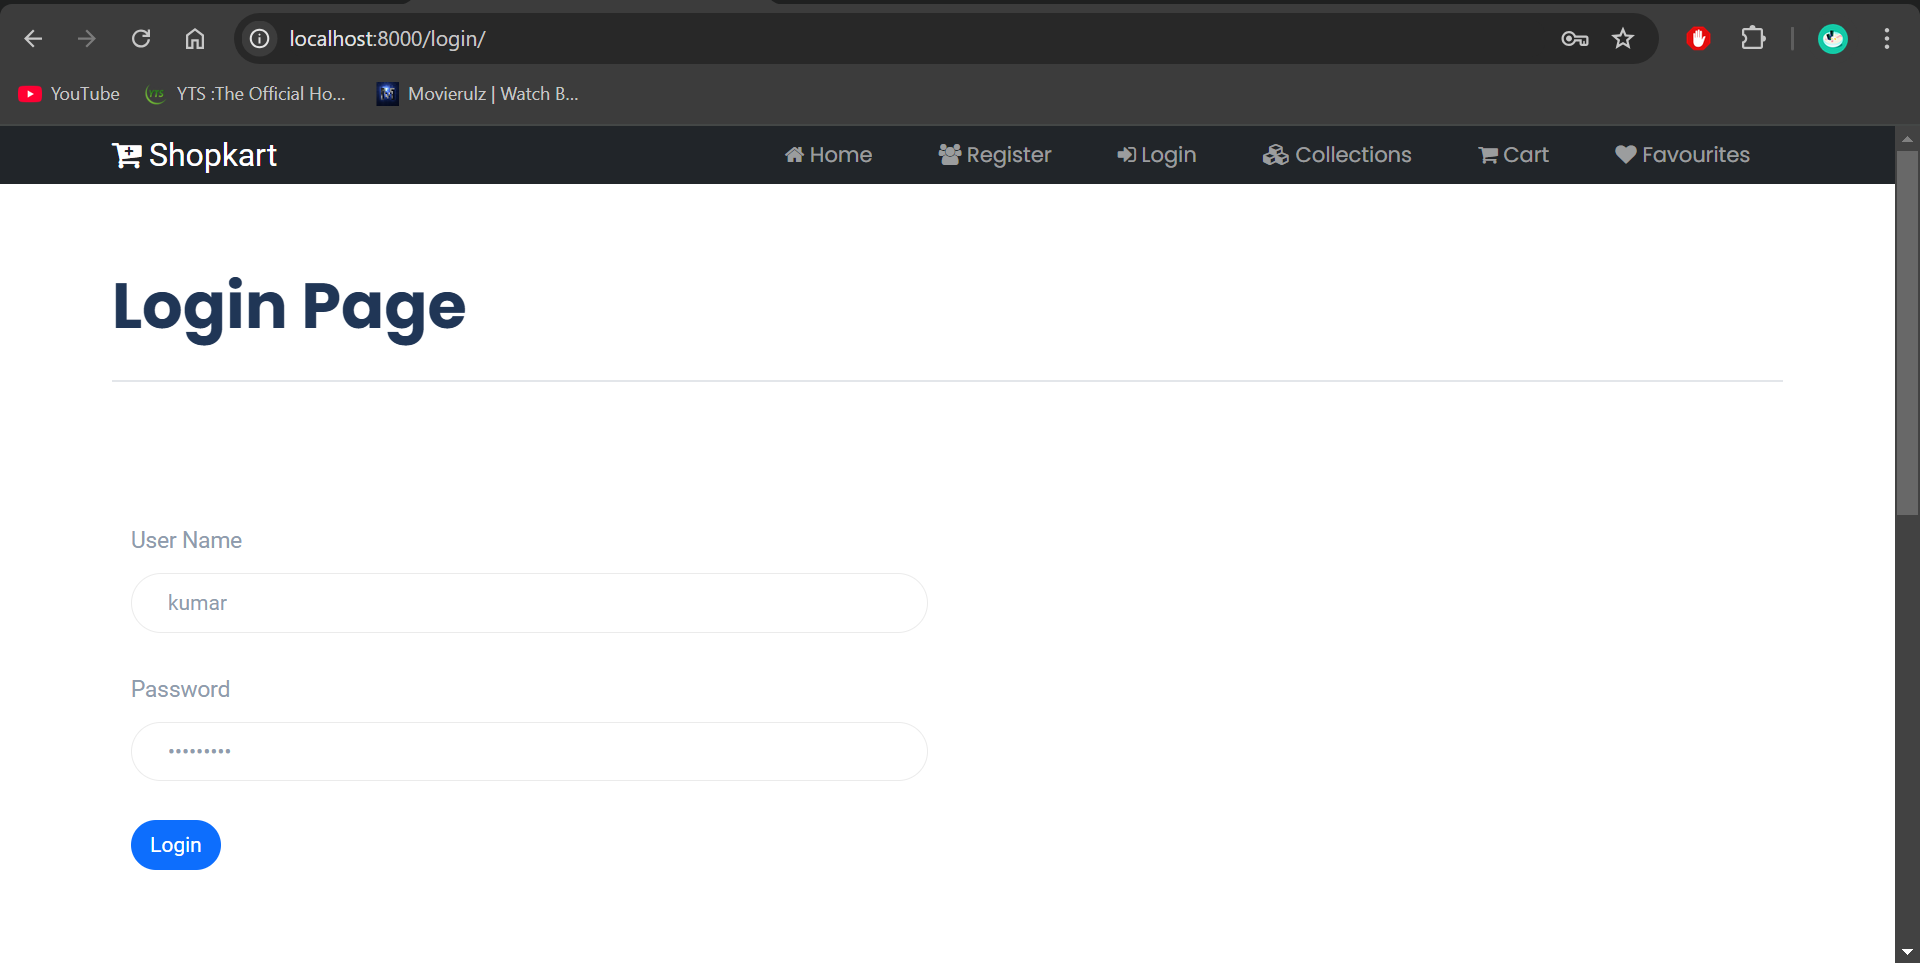 localhost:8000/login/
YouTube YTS :The Official Ho... Movierulz | Watch B...
Shopkart Home Register Login Collections Cart Favourites
Login Page
User Name
kumar
Password
•••••••••
Login